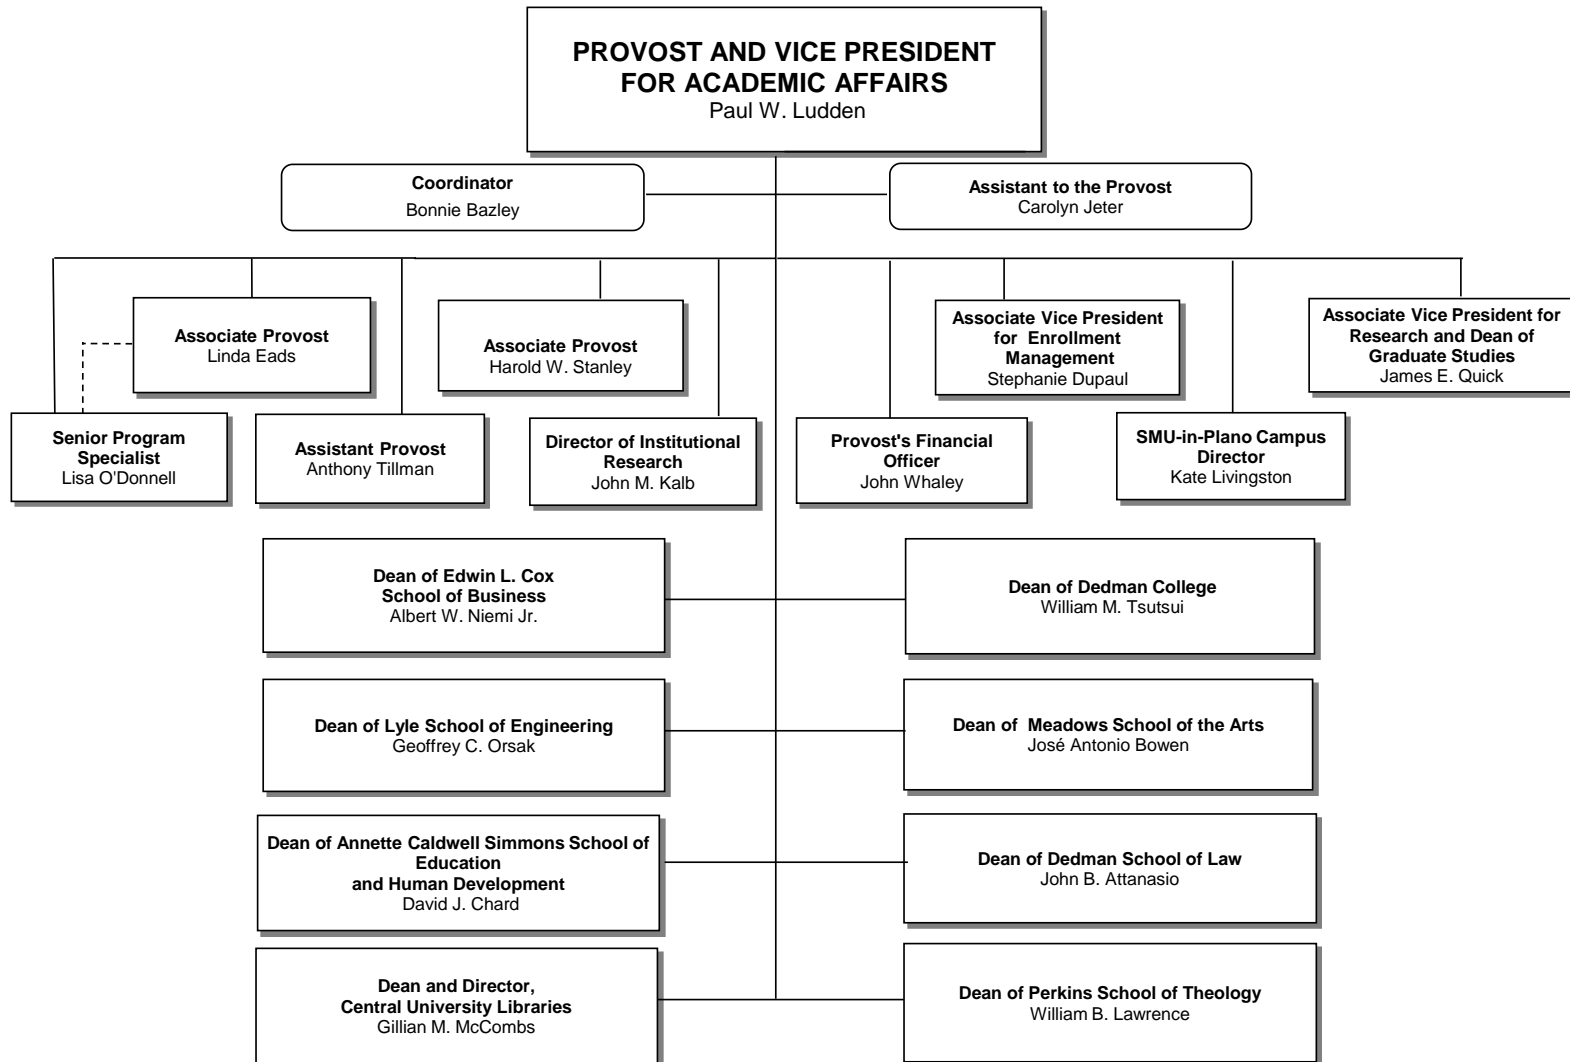 PROVOST AND VICE PRESIDENT
FOR ACADEMIC AFFAIRS
Paul W. Ludden
Coordinator
Bonnie Bazley
Assistant to the Provost
Carolyn Jeter
Associate Provost
Linda Eads
Associate Provost
Harold W. Stanley
Associate Vice President
for Enrollment
Management
Stephanie Dupaul
Associate Vice President for
Research and Dean of
Graduate Studies
James E. Quick
Senior Program
Specialist
Lisa O'Donnell
Assistant Provost
Anthony Tillman
Director of Institutional
Research
John M. Kalb
Provost's Financial
Officer
John Whaley
SMU-in-Plano Campus
Director
Kate Livingston
Dean of Edwin L. Cox
School of Business
Albert W. Niemi Jr.
Dean of Dedman College
William M. Tsutsui
Dean of Lyle School of Engineering
Geoffrey C. Orsak
Dean of Meadows School of the Arts
José Antonio Bowen
Dean of Annette Caldwell Simmons School of
Education
and Human Development
David J. Chard
Dean of Dedman School of Law
John B. Attanasio
Dean and Director,
Central University Libraries
Gillian M. McCombs
Dean of Perkins School of Theology
William B. Lawrence